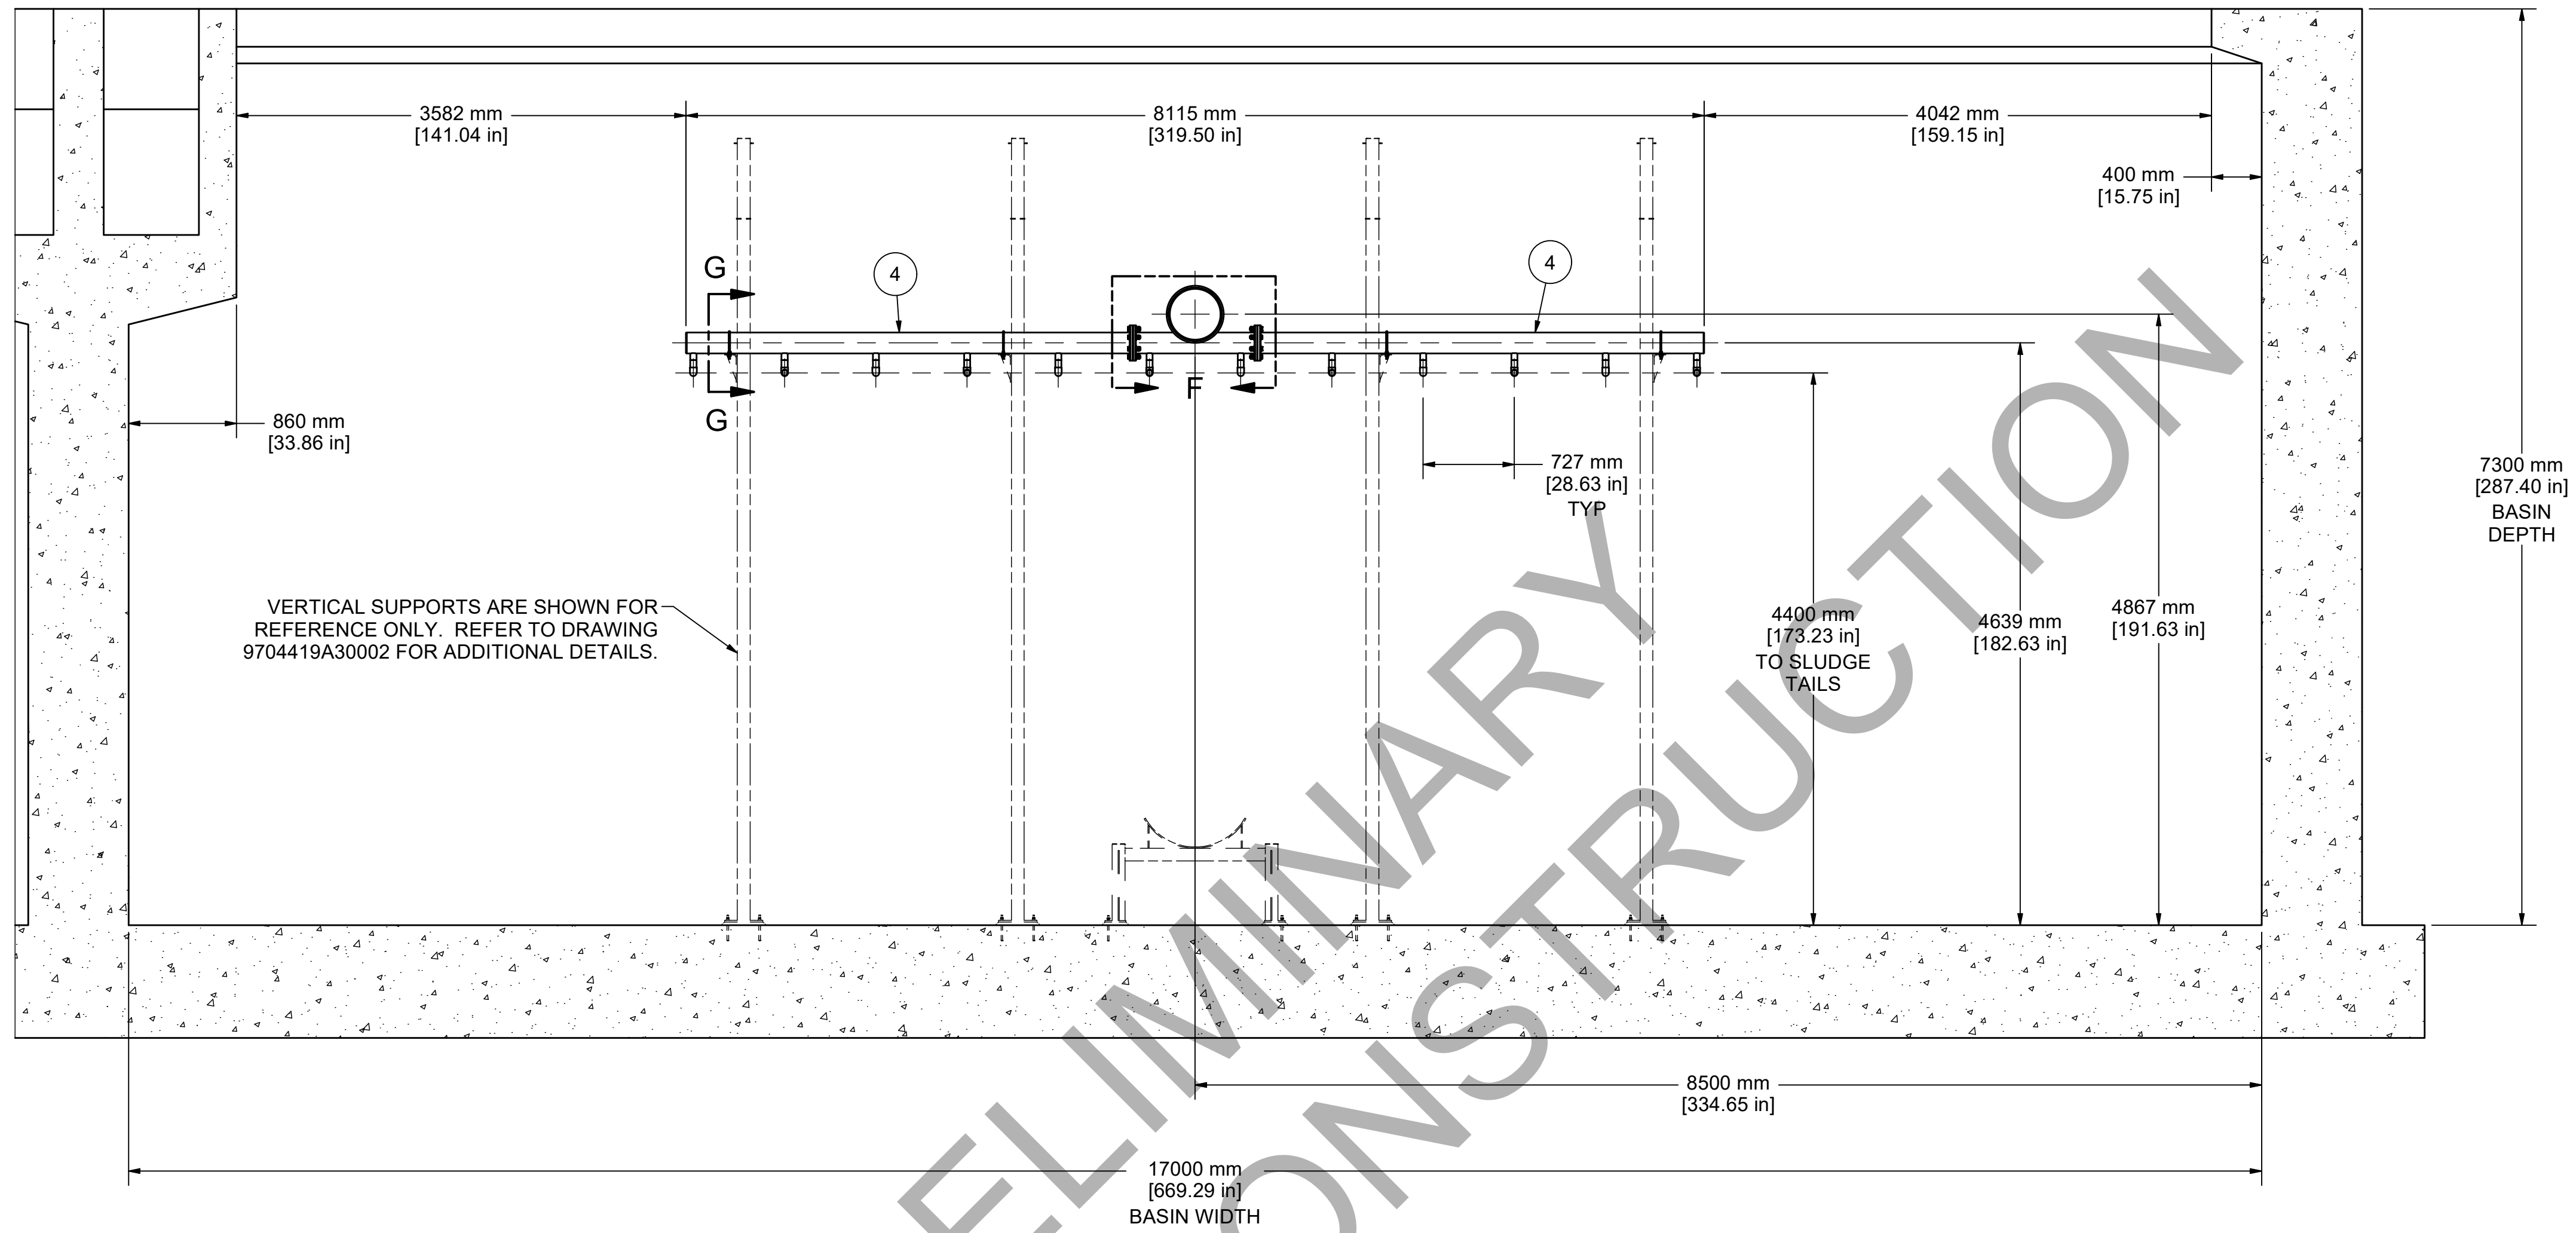 3582 mm
[141.04 in]
8115 mm
[319.50 in]
4042 mm
[159.15 in]
400 mm
[15.75 in]
G
4
4
F
G
860 mm
[33.86 in]
727 mm
[28.63 in]
TYP
7300 mm
[287.40 in]
BASIN
DEPTH
VERTICAL SUPPORTS ARE SHOWN FOR
REFERENCE ONLY.  REFER TO DRAWING
9704419A30002 FOR ADDITIONAL DETAILS.
4400 mm
[173.23 in]
TO SLUDGE
TAILS
4639 mm
[182.63 in]
4867 mm
[191.63 in]
8500 mm
[334.65 in]
17000 mm
[669.29 in]
BASIN WIDTH
ELIMINARY
ONSTRUCTION